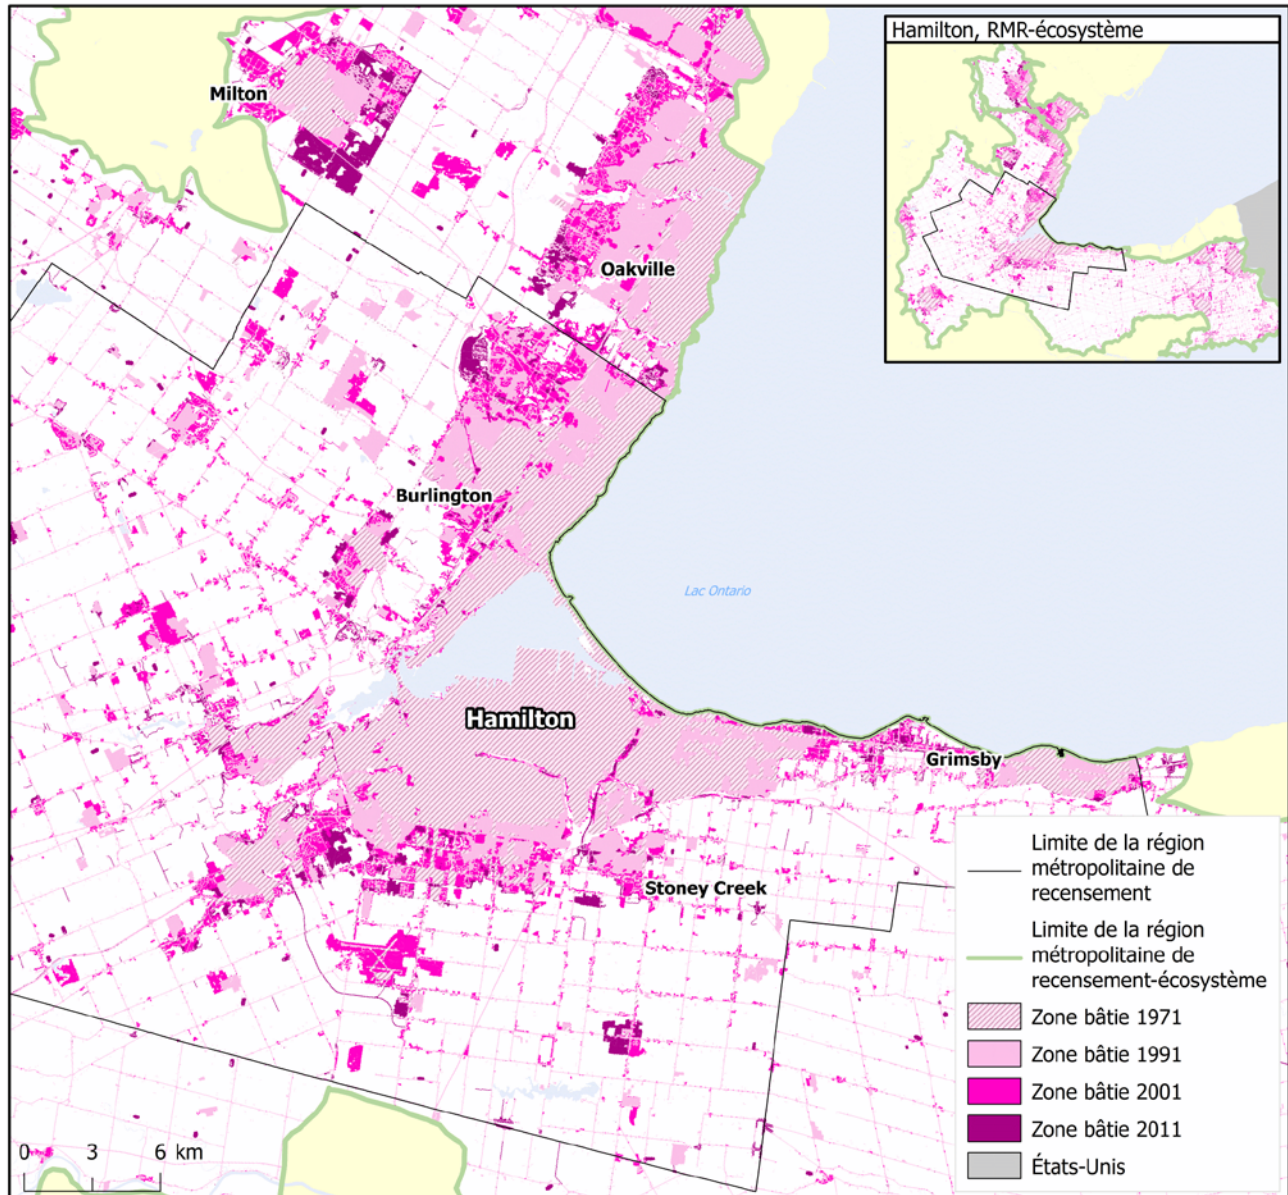 Hamilton, RMR-écosystème
Milton
Oakville
Burlington
Lac Ontario
Hamilton
Grimsby
Stoney Creek
Limite de la région
métropolitaine de
recensement
Limite de la région
métropolitaine de
recensement-écosystème
Zone bâtie 1971
Zone bâtie 1991
Zone bâtie 2001
Zone bâtie 2011
États-Unis
0 3 6 km